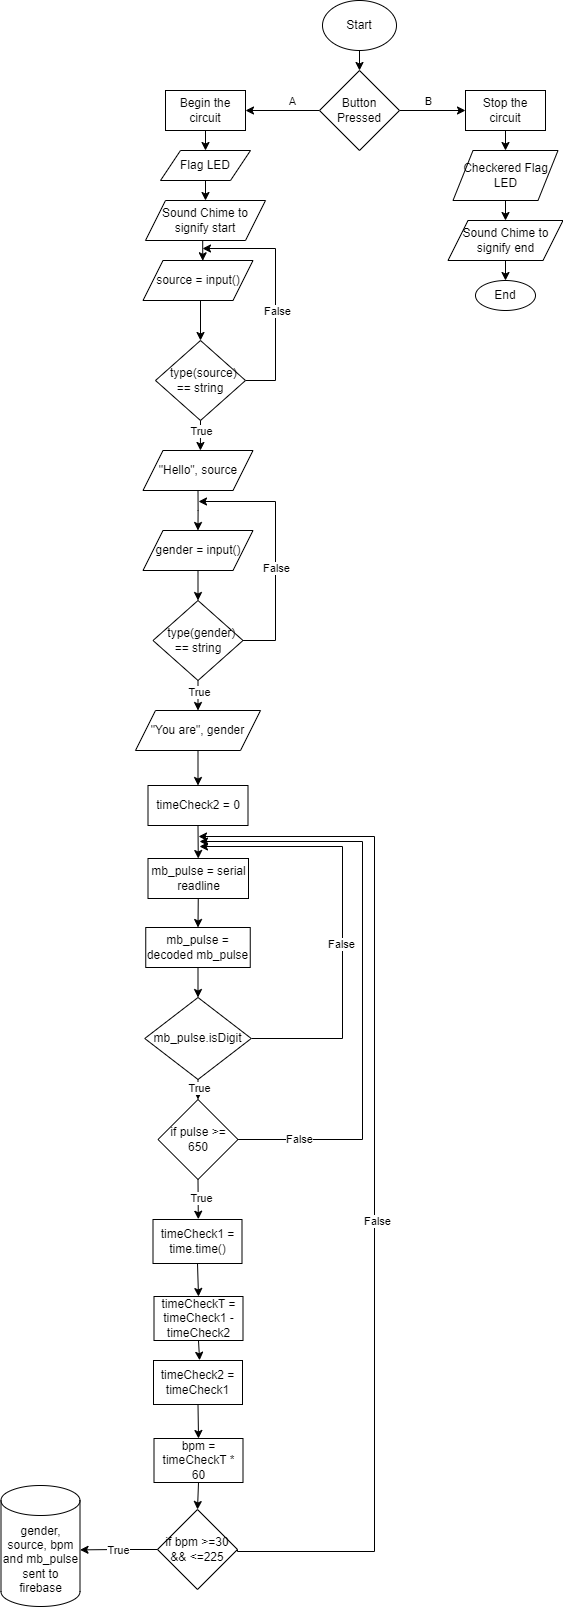 Start
Button
Pressed
A
B
Begin the
circuit
Stop the
circuit
Flag LED
Checkered Flag
LED
Sound Chime to
signify start
Sound Chime to
signify end
source = input()
End
False
type(source)
== string
True
"Hello", source
gender = input()
False
type(gender)
== string
True
"You are", gender
timeCheck2 = 0
mb_pulse = serial
readline
mb_pulse =
decoded mb_pulse
False
mb_pulse.isDigit
True
if pulse >=
650
False
True
timeCheck1 =
time.time()
False
timeCheckT =
timeCheck1 -
timeCheck2
timeCheck2 =
timeCheck1
bpm =
timeCheckT *
60
if bpm >=30
&& <=225
True
gender,
source, bpm
and mb_pulse
sent to
firebase